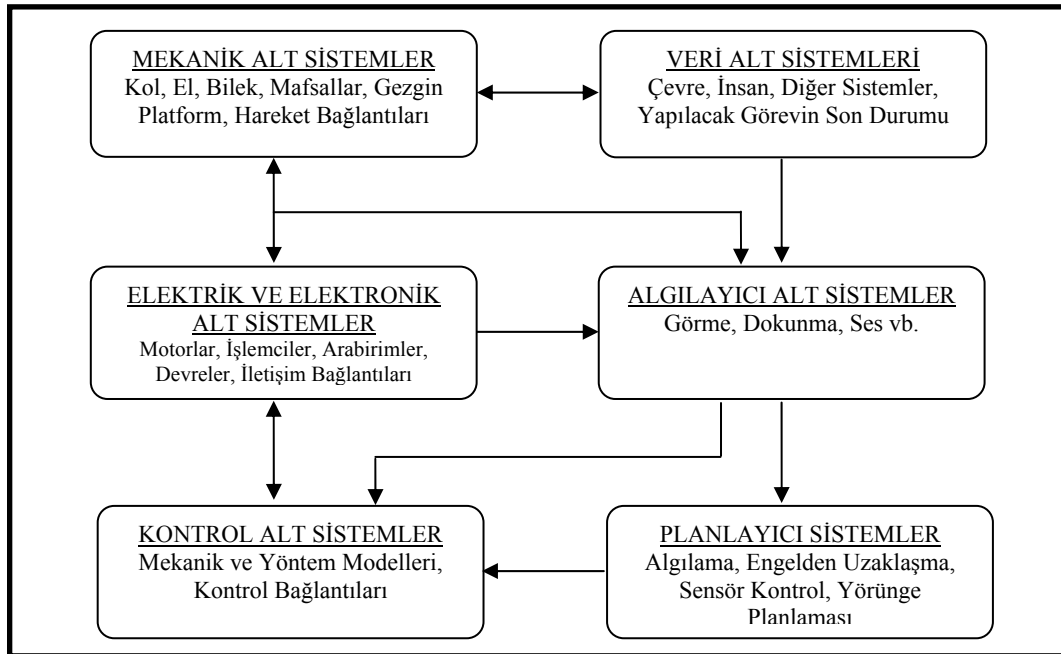 MEKANİK ALT SİSTEMLER
Kol, El, Bilek, Mafsallar, Gezgin
Platform, Hareket Bağlantıları
VERİ ALT SİSTEMLERİ
Çevre, İnsan, Diğer Sistemler,
Yapılacak Görevin Son Durumu
ELEKTRİK VE ELEKTRONİK
ALT SİSTEMLER
Motorlar, İşlemciler, Arabirimler,
Devreler, İletişim Bağlantıları
ALGILAYICI ALT SİSTEMLER
Görme, Dokunma, Ses vb.
KONTROL ALT SİSTEMLER
Mekanik ve Yöntem Modelleri,
Kontrol Bağlantıları
PLANLAYICI SİSTEMLER
Algılama, Engelden Uzaklaşma,
Sensör Kontrol, Yörünge
Planlaması